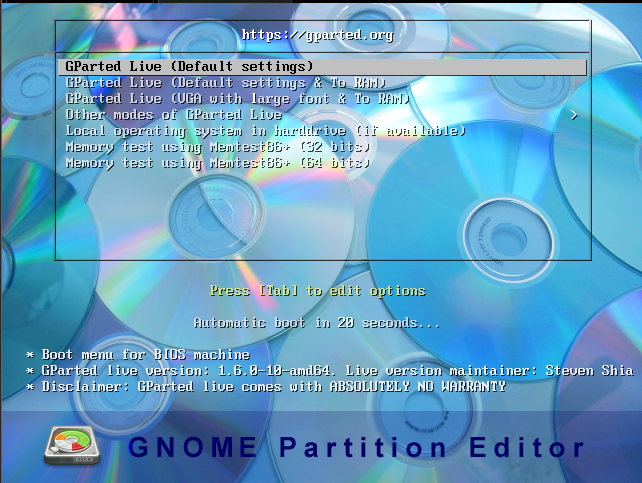 https://gparted.org
GParted Live (Default settings)
GParted Live (Default settings & To RAM)
GParted Live (VGA with large font & To RAM)
Other modes of GParted Live >
Local operating system in harddrive (if available)
Memory test using Memtest86+ (32 bits)
Memory test using Memtest86+ (64 bits)
Press [Tab] to edit options
Automatic boot in 20 seconds...
* Boot menu for BIOS machine
* GParted live version: 1.6.0-10-amd64. Live version maintainer: Steven Shia
* Disclaimer: GParted live comes with ABSOLUTELY NO WARRANTY
GNOME Partition Editor